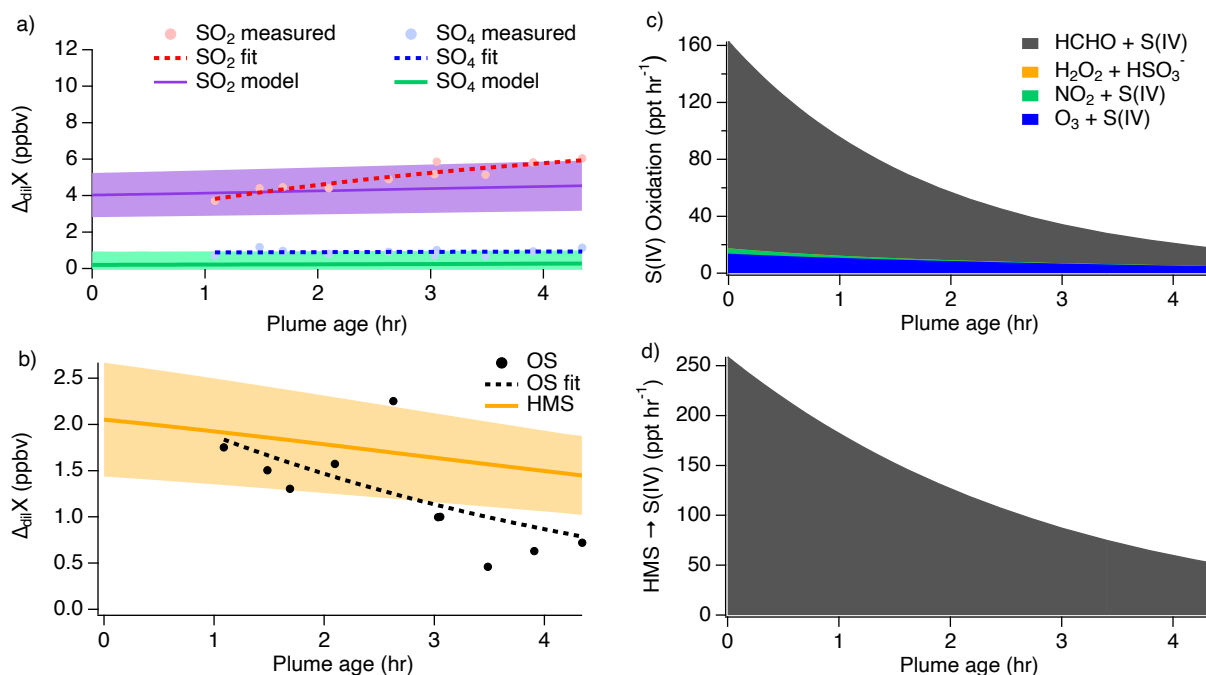 a)
SO₂ measured
SO₂ fit
SO₂ model
SO₄ measured
SO₄ fit
SO₄ model
12
10
8
6
4
2
0
Δ_dil X (ppbv)
0 1 2 3 4
Plume age (hr)
b)
OS
OS fit
HMS
2.5
2.0
1.5
1.0
0.5
0.0
Δ_dil X (ppbv)
0 1 2 3 4
Plume age (hr)
c)
HCHO + S(IV)
H₂O₂ + HSO₃⁻
NO₂ + S(IV)
O₃ + S(IV)
160
120
80
40
0
S(IV) Oxidation (ppt hr⁻¹)
0 1 2 3 4
Plume age (hr)
d)
250
200
150
100
50
0
HMS → S(IV) (ppt hr⁻¹)
0 1 2 3 4
Plume age (hr)